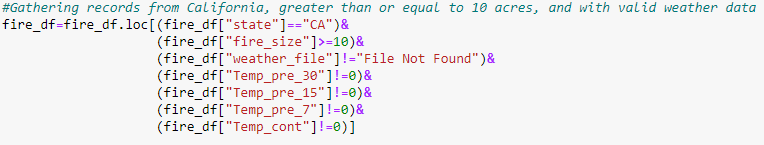 #Gathering records from California, greater than or equal to 10 acres, and with valid weather data
fire_df=fire_df.loc[(fire_df["state"]=="CA")&
(fire_df["fire_size"]>=10)&
(fire_df["weather_file"]!="File Not Found")&
(fire_df["Temp_pre_30"]!=0)&
(fire_df["Temp_pre_15"]!=0)&
(fire_df["Temp_pre_7"]!=0)&
(fire_df["Temp_cont"]!=0)]